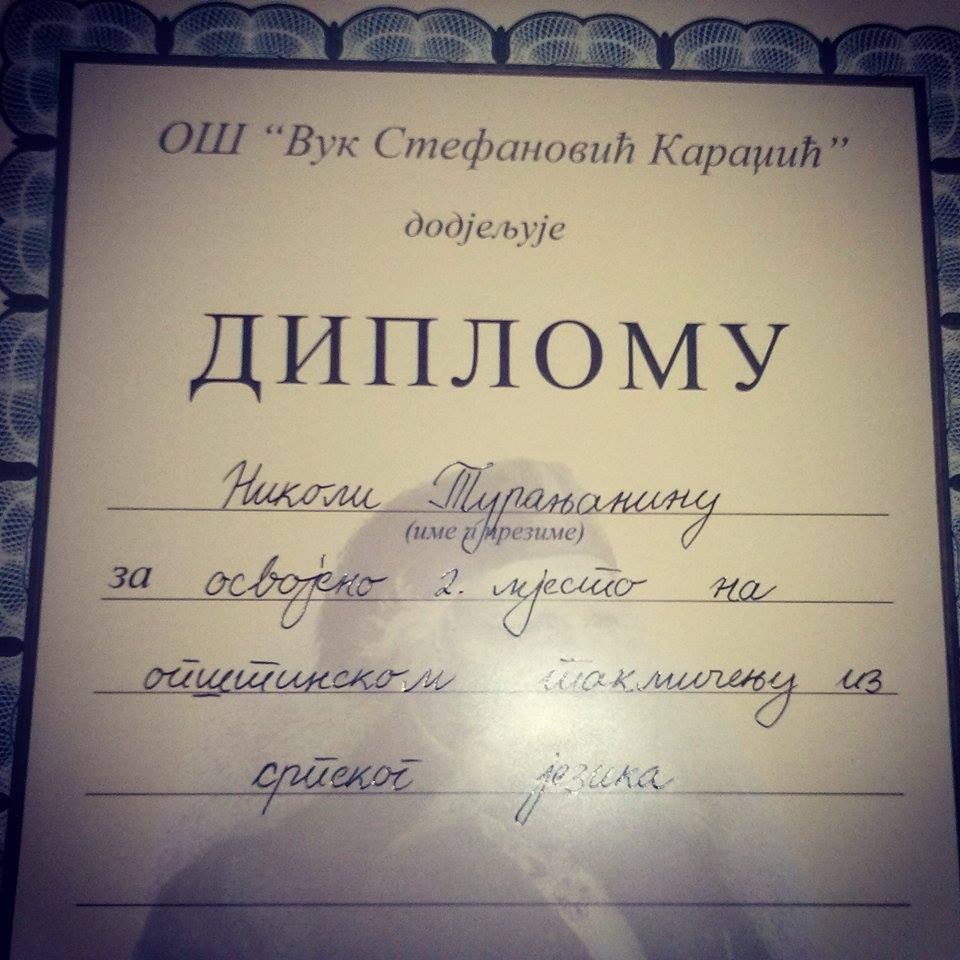 ОШ “Вук Стефановић Караџић”
додјељује
ДИПЛОМУ
Николи Турањанину
(име и презиме)
за освојено 2. мјесто на
општинском такмичењу из
српског језика